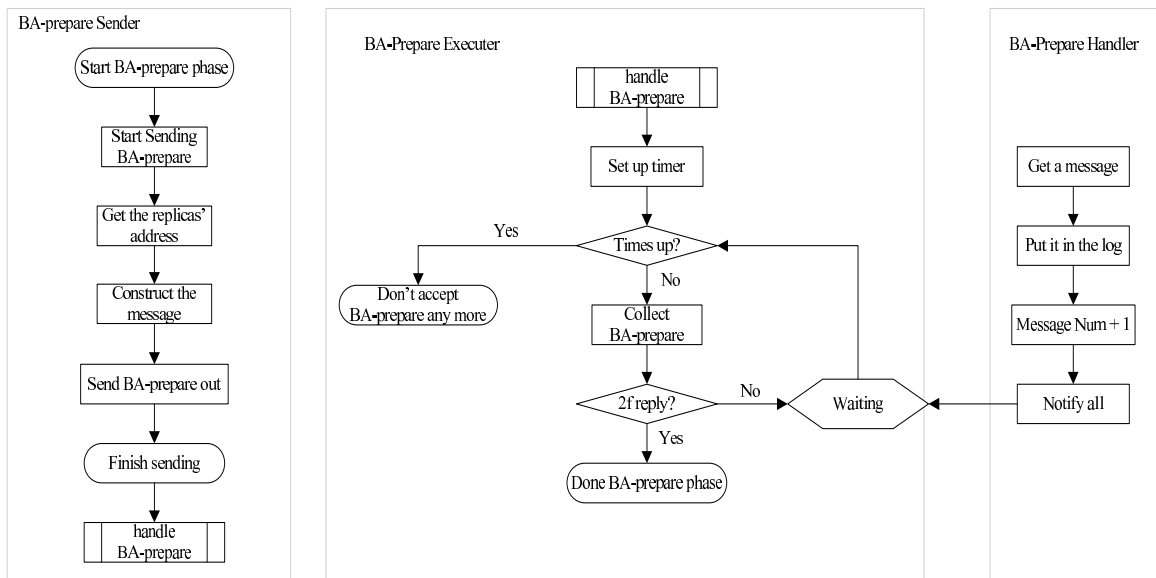 BA-prepare Sender
Start BA-prepare phase
Start Sending
BA-prepare
Get the replicas'
address
Construct the
message
Send BA-prepare out
Finish sending
handle
BA-prepare
BA-Prepare Executer
handle
BA-prepare
Set up timer
Times up?
Yes
No
Don't accept
BA-prepare any more
Collect
BA-prepare
2f reply?
No
Yes
Waiting
Done BA-prepare phase
BA-Prepare Handler
Get a message
Put it in the log
Message Num + 1
Notify all